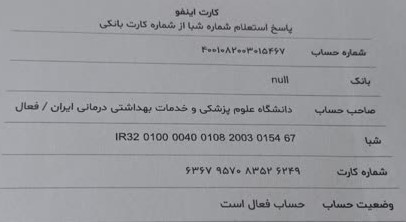 کارت اینفو
پاسخ استعلام شماره شبا از شماره کارت بانکی
شماره حساب ۴۰۰۱۰۸۲۰۰۳۰۱۵۴۶۷
بانک null
صاحب حساب دانشگاه علوم پزشکی و خدمات بهداشتی درمانی ایران / فعال
شبا IR32 0100 0040 0108 2003 0154 67
شماره کارت ۶۳۶۷ ۹۵۷۰ ۸۳۵۲ ۶۲۴۹
وضعیت حساب حساب فعال است